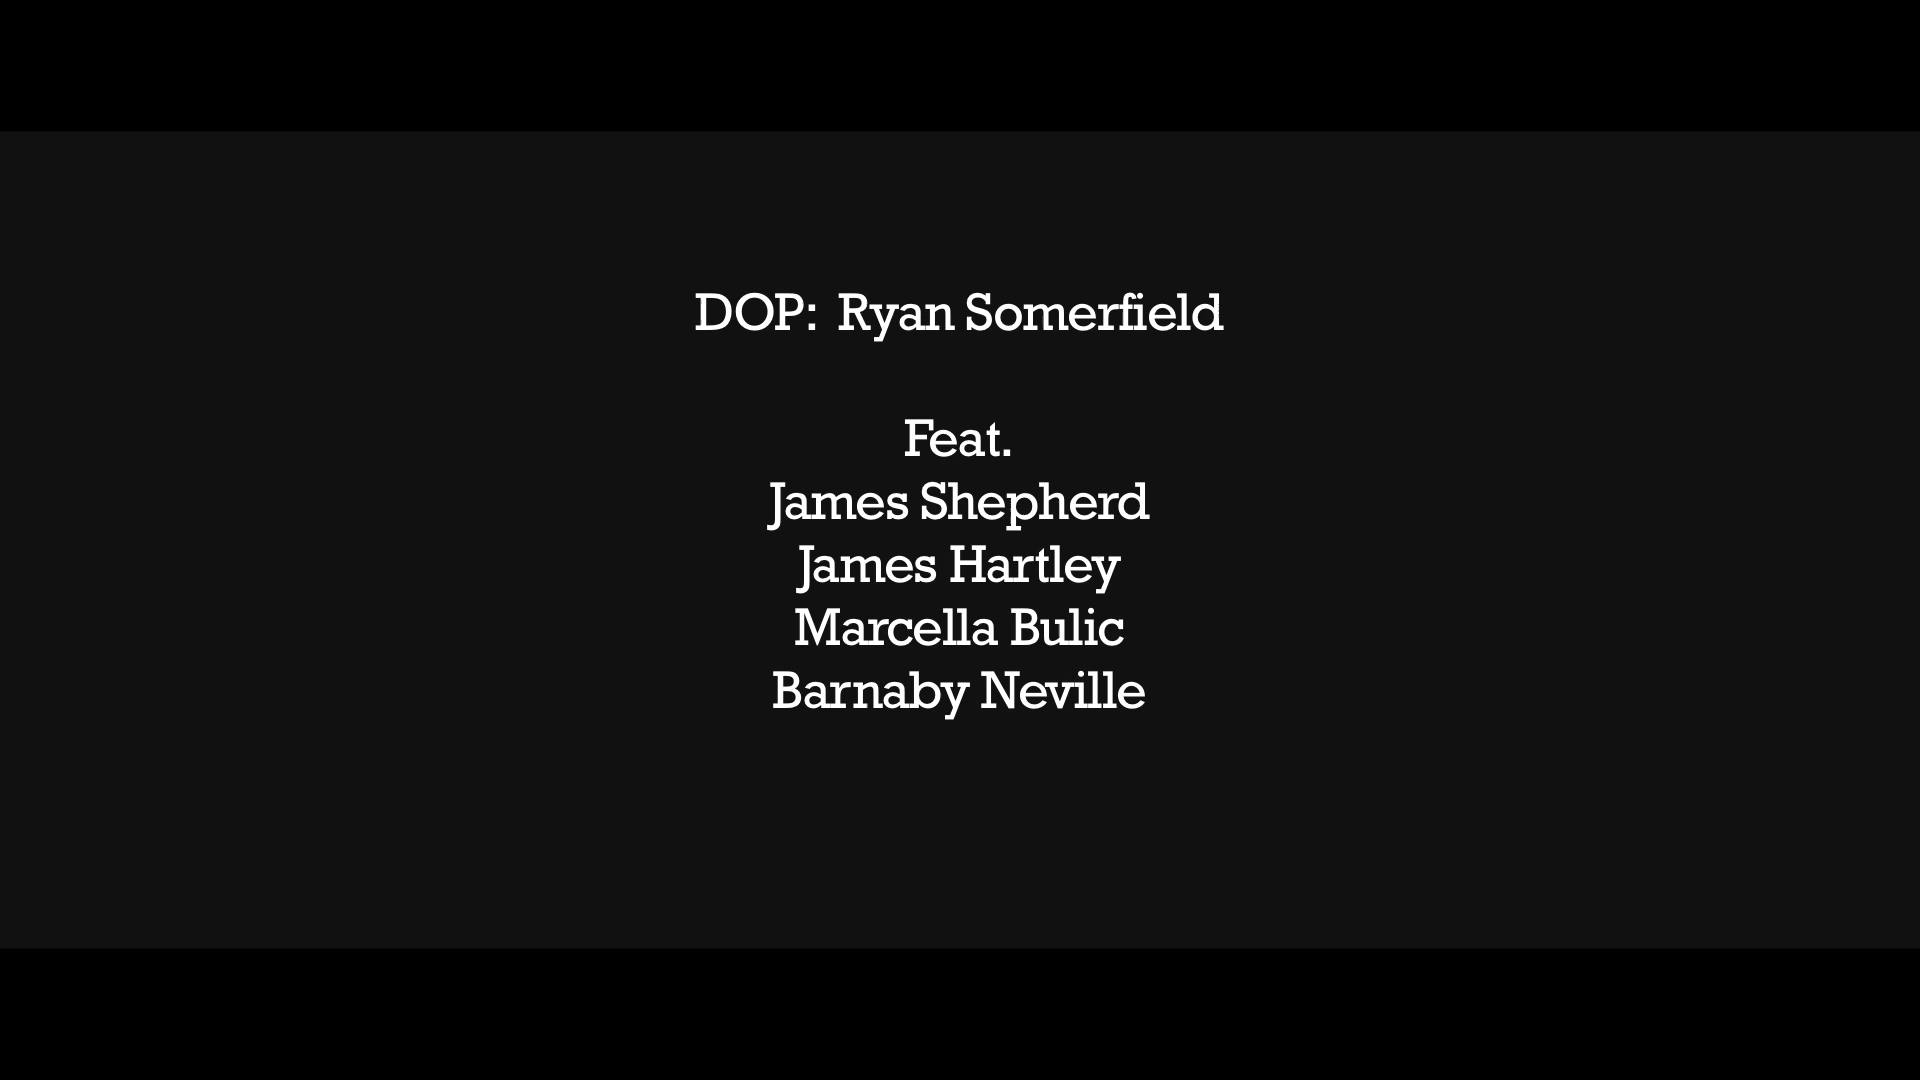 DOP:  Ryan Somerfield
Feat.
James Shepherd
James Hartley
Marcella Bulic
Barnaby Neville